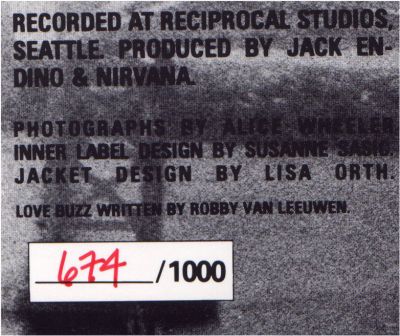 RECORDED AT RECIPROCAL STUDIOS,
SEATTLE. PRODUCED BY JACK EN-
DINO & NIRVANA.
PHOTOGRAPHS BY ALICE WHEELER.
INNER LABEL DESIGN BY SUSANNE SASIC.
JACKET DESIGN BY LISA ORTH.
LOVE BUZZ WRITTEN BY ROBBY VAN LEEUWEN.
674/1000